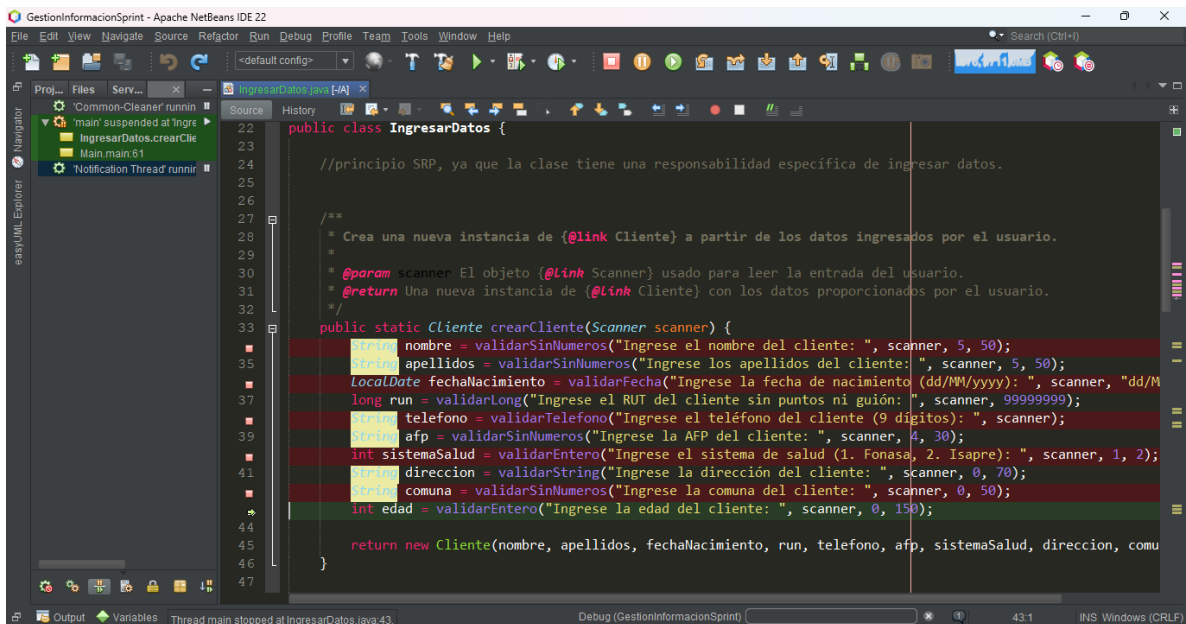 GestionInformacionSprint - Apache NetBeans IDE 22
File Edit View Navigate Source Refactor Run Debug Profile Team Tools Window Help
Search (Ctrl+I)
<default config>
Proj... Files Serv...
IngresarDatos.java [-/A]
Source History
Navigator
easyUML Explorer
'Common-Cleaner' runnin
'main' suspended at 'Ingre
IngresarDatos.crearClie
Main.main:61
'Notification Thread' runnir
22 public class IngresarDatos {
23
24 //principio SRP, ya que la clase tiene una responsabilidad específica de ingresar datos.
25
26
27 /**
28 * Crea una nueva instancia de {@link Cliente} a partir de los datos ingresados por el usuario.
29 *
30 * @param scanner El objeto {@link Scanner} usado para leer la entrada del usuario.
31 * @return Una nueva instancia de {@link Cliente} con los datos proporcionados por el usuario.
32 */
33 public static Cliente crearCliente(Scanner scanner) {
String nombre = validarSinNumeros("Ingrese el nombre del cliente: ", scanner, 5, 50);
35 String apellidos = validarSinNumeros("Ingrese los apellidos del cliente: ", scanner, 5, 50);
LocalDate fechaNacimiento = validarFecha("Ingrese la fecha de nacimiento (dd/MM/yyyy): ", scanner, "dd/M
37 long run = validarLong("Ingrese el RUT del cliente sin puntos ni guión: ", scanner, 99999999);
String telefono = validarTelefono("Ingrese el teléfono del cliente (9 dígitos): ", scanner);
39 String afp = validarSinNumeros("Ingrese la AFP del cliente: ", scanner, 4, 30);
int sistemaSalud = validarEntero("Ingrese el sistema de salud (1. Fonasa, 2. Isapre): ", scanner, 1, 2);
41 String direccion = validarString("Ingrese la dirección del cliente: ", scanner, 0, 70);
String comuna = validarSinNumeros("Ingrese la comuna del cliente: ", scanner, 0, 50);
int edad = validarEntero("Ingrese la edad del cliente: ", scanner, 0, 150);
44
45 return new Cliente(nombre, apellidos, fechaNacimiento, run, telefono, afp, sistemaSalud, direccion, comu
46 }
47
Output Variables Thread main stopped at IngresarDatos.java:43. Debug (GestionInformacionSprint) 1 43:1 INS Windows (CRLF)